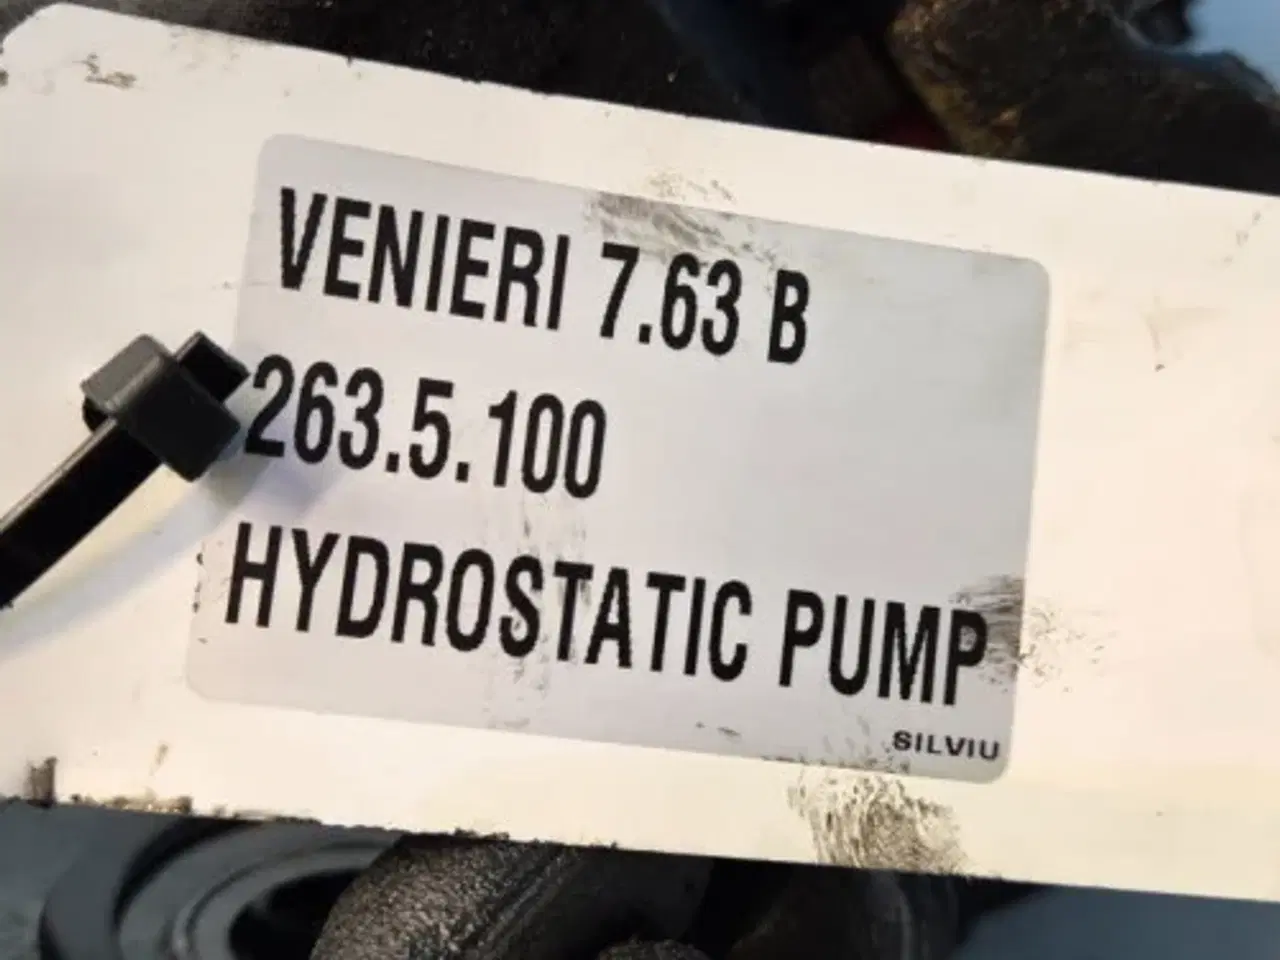 VENIERI 7.63 B
263.5.100
HYDROSTATIC PUMP
SILVIU